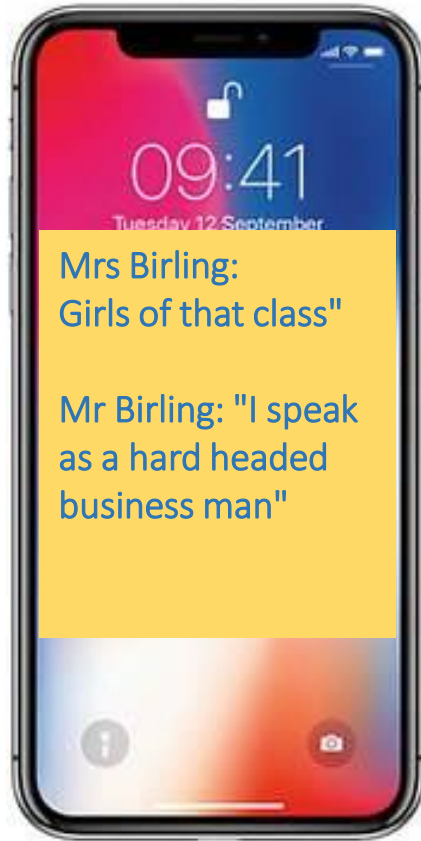 09:41
Tuesday 12 September
Mrs Birling:
Girls of that class"
Mr Birling: "I speak
as a hard headed
business man"